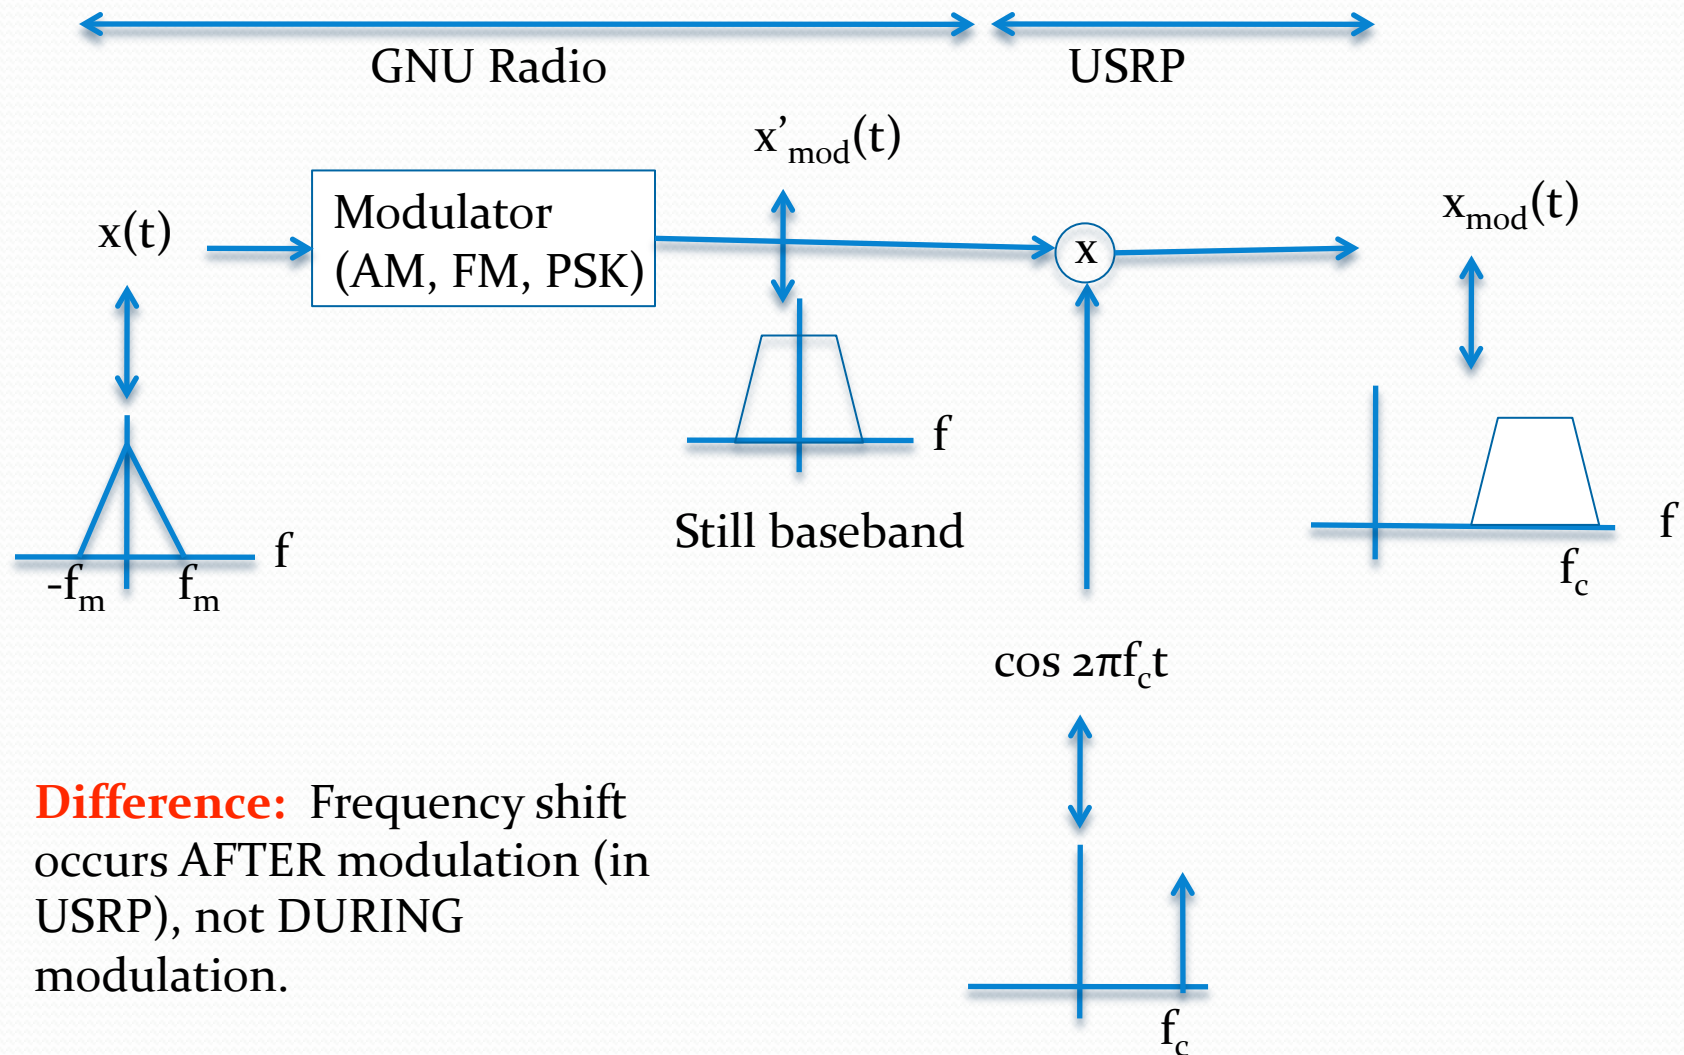 GNU Radio
USRP
x'mod(t)
x(t)
Modulator
(AM, FM, PSK)
x
xmod(t)
f
Still baseband
f
-fm
fm
f
fc
cos 2πfct
Difference: Frequency shift
occurs AFTER modulation (in
USRP), not DURING
modulation.
fc